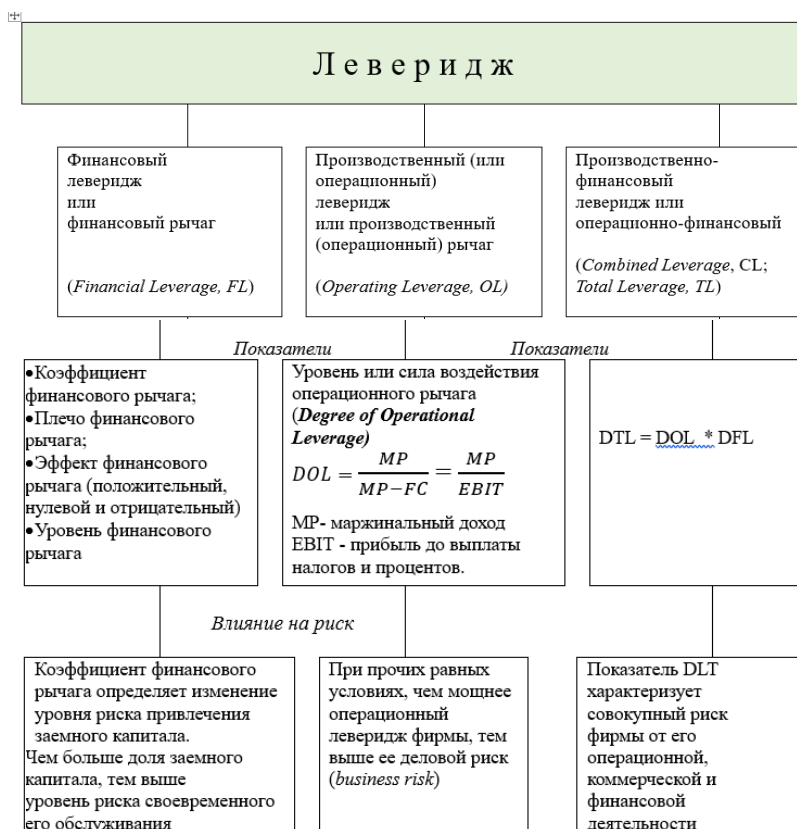 Леверидж
Финансовый
леверидж
или
финансовый рычаг
(Financial Leverage, FL)
Производственный (или
операционный)
леверидж
или производственный
(операционный) рычаг
(Operating Leverage, OL)
Производственно-
финансовый
леверидж или
операционно-финансовый
(Combined Leverage, CL;
Total Leverage, TL)
Показатели
Показатели
•Коэффициент
финансового рычага;
•Плечо финансового
рычага;
•Эффект финансового
рычага (положительный,
нулевой и отрицательный)
•Уровень финансового
рычага
Уровень или сила воздействия
операционного рычага
(Degree of Operational
Leverage)
DOL = MP / (MP−FC) = MP / EBIT
МР- маржинальный доход
EBIT - прибыль до выплаты
налогов и процентов.
DTL = DOL * DFL
Влияние на риск
Коэффициент финансового
рычага определяет изменение
уровня риска привлечения
заемного капитала.
Чем больше доля заемного
капитала, тем выше
уровень риска своевременного
его обслуживания
При прочих равных
условиях, чем мощнее
операционный
леверидж фирмы, тем
выше ее деловой риск
(business risk)
Показатель DLT
характеризует
совокупный риск
фирмы от его
операционной,
коммерческой и
финансовой
деятельности